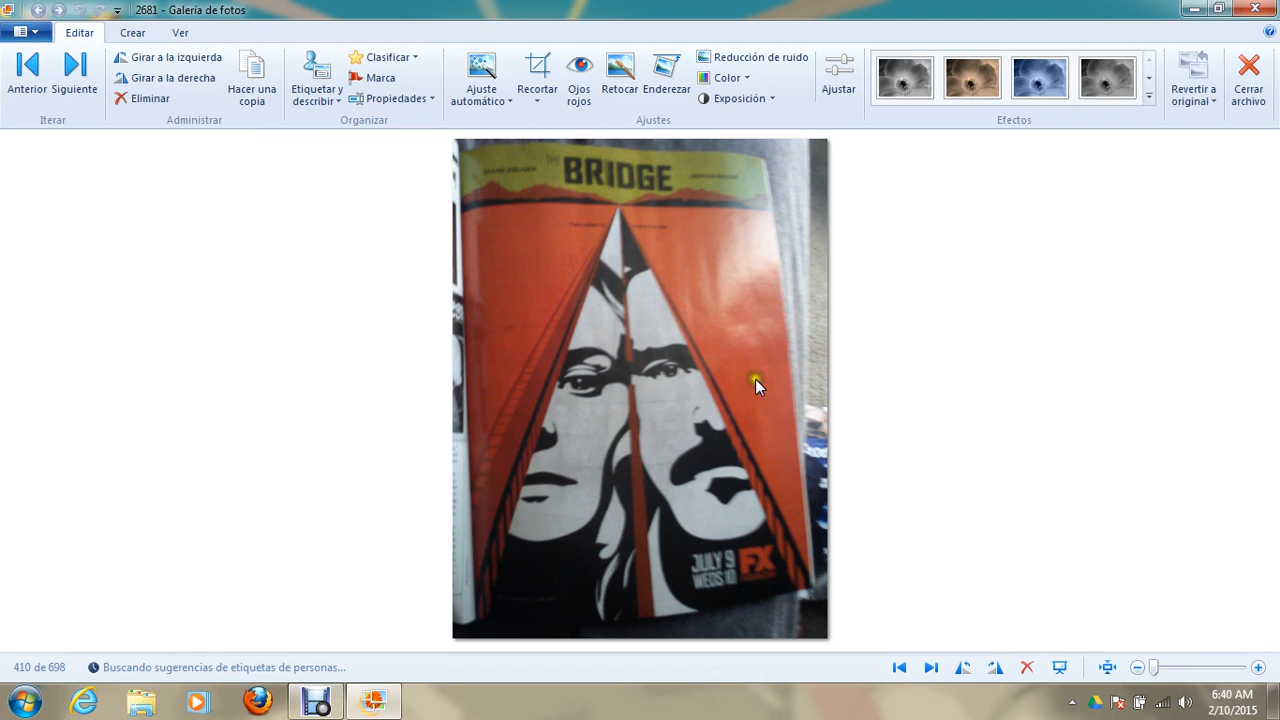 2681 - Galería de fotos
Editar Crear Ver
Anterior Siguiente
Iterar
Girar a la izquierda
Girar a la derecha
Eliminar
Hacer una copia
Administrar
Etiquetar y describir
Clasificar
Marca
Propiedades
Organizar
Ajuste automático
Recortar
Ojos rojos
Retocar
Enderezar
Reducción de ruido
Color
Exposición
Ajustar
Ajustes
Efectos
Revertir a original
Cerrar archivo
THE BRIDGE
DIANE KRUGER
JULY 9
WEDS 10
FX
410 de 698
Buscando sugerencias de etiquetas de personas...
6:40 AM
2/10/2015